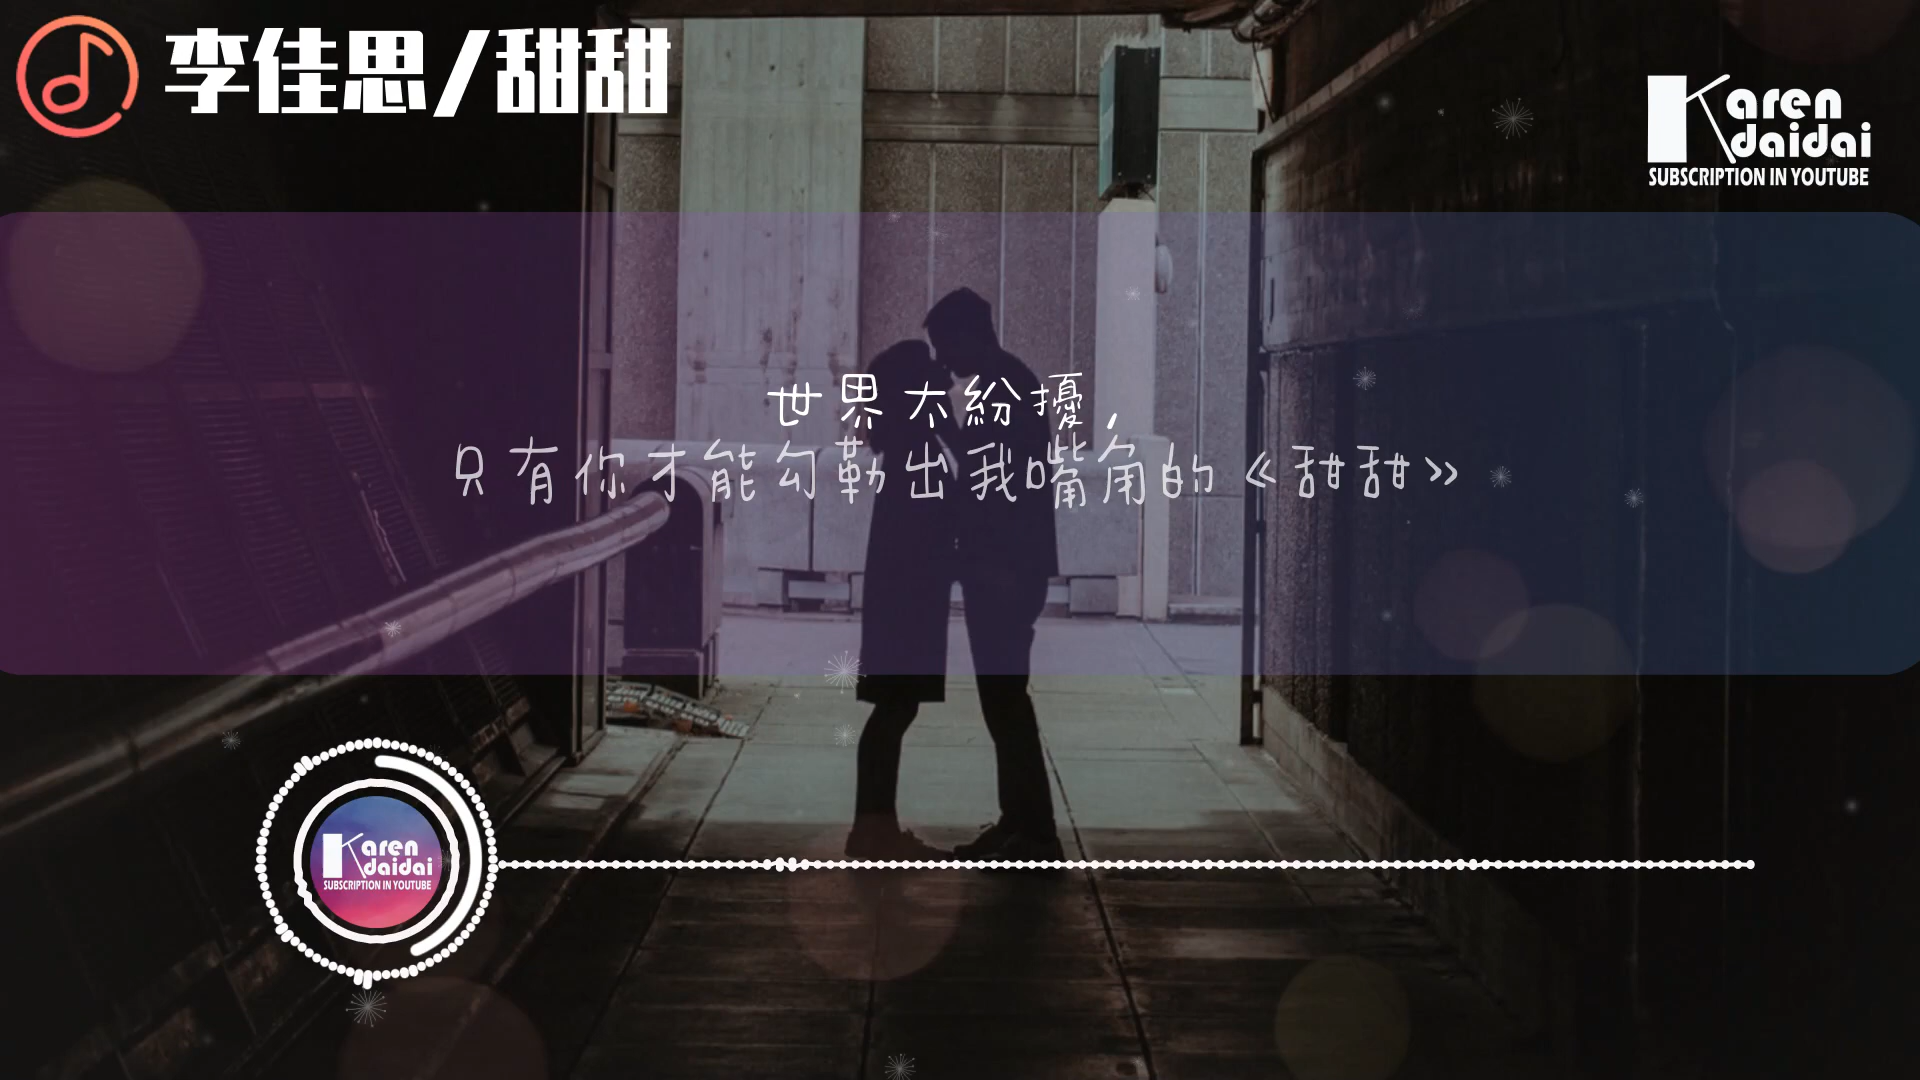 李佳思/甜甜
Karen
daidai
SUBSCRIPTION IN YOUTUBE
世界太紛擾，
只有你才能勾勒出我嘴角的《甜甜》
Karen
daidai
SUBSCRIPTION IN YOUTUBE